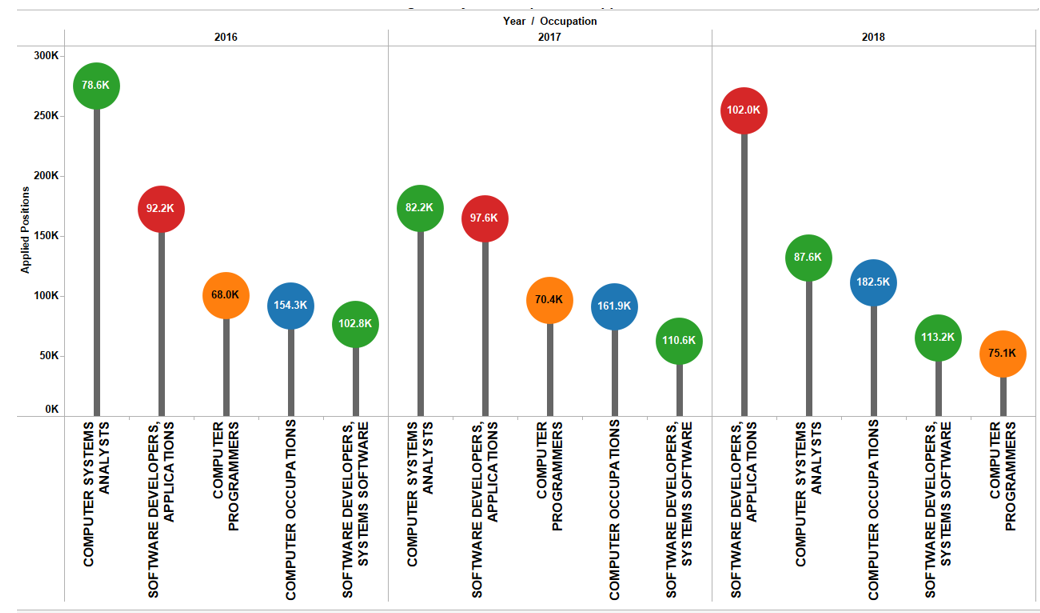 Year / Occupation
2016
2017
2018
Applied Positions
300K
250K
200K
150K
100K
50K
0K
78.6K
92.2K
68.0K
154.3K
102.8K
82.2K
97.6K
70.4K
161.9K
110.6K
102.0K
87.6K
182.5K
113.2K
75.1K
COMPUTER SYSTEMS
ANALYSTS
SOFTWARE DEVELOPERS,
APPLICATIONS
COMPUTER
PROGRAMMERS
COMPUTER OCCUPATIONS
SOFTWARE DEVELOPERS,
SYSTEMS SOFTWARE
COMPUTER SYSTEMS
ANALYSTS
SOFTWARE DEVELOPERS,
APPLICATIONS
COMPUTER
PROGRAMMERS
COMPUTER OCCUPATIONS
SOFTWARE DEVELOPERS,
SYSTEMS SOFTWARE
SOFTWARE DEVELOPERS,
APPLICATIONS
COMPUTER SYSTEMS
ANALYSTS
COMPUTER OCCUPATIONS
SOFTWARE DEVELOPERS,
SYSTEMS SOFTWARE
COMPUTER
PROGRAMMERS